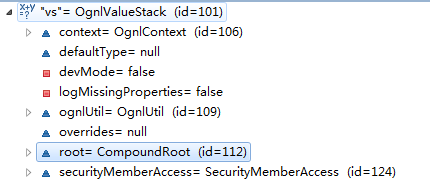 "vs"= OgnlValueStack (id=101)
context= OgnlContext (id=106)
defaultType= null
devMode= false
logMissingProperties= false
ognlUtil= OgnlUtil (id=109)
overrides= null
root= CompoundRoot (id=112)
securityMemberAccess= SecurityMemberAccess (id=124)